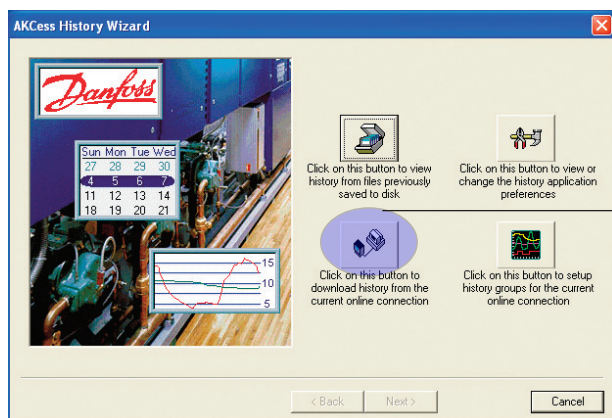 AKCess History Wizard
Danfoss
Sun Mon Tue Wed
27 28 29 30
4 5 6 7
11 12 13 14
18 19 20 21
15
10
5
Click on this button to view
history from files previously
saved to disk
Click on this button to view or
change the history application
preferences
Click on this button to
download history from the
current online connection
Click on this button to setup
history groups for the current
online connection
< Back
Next >
Cancel